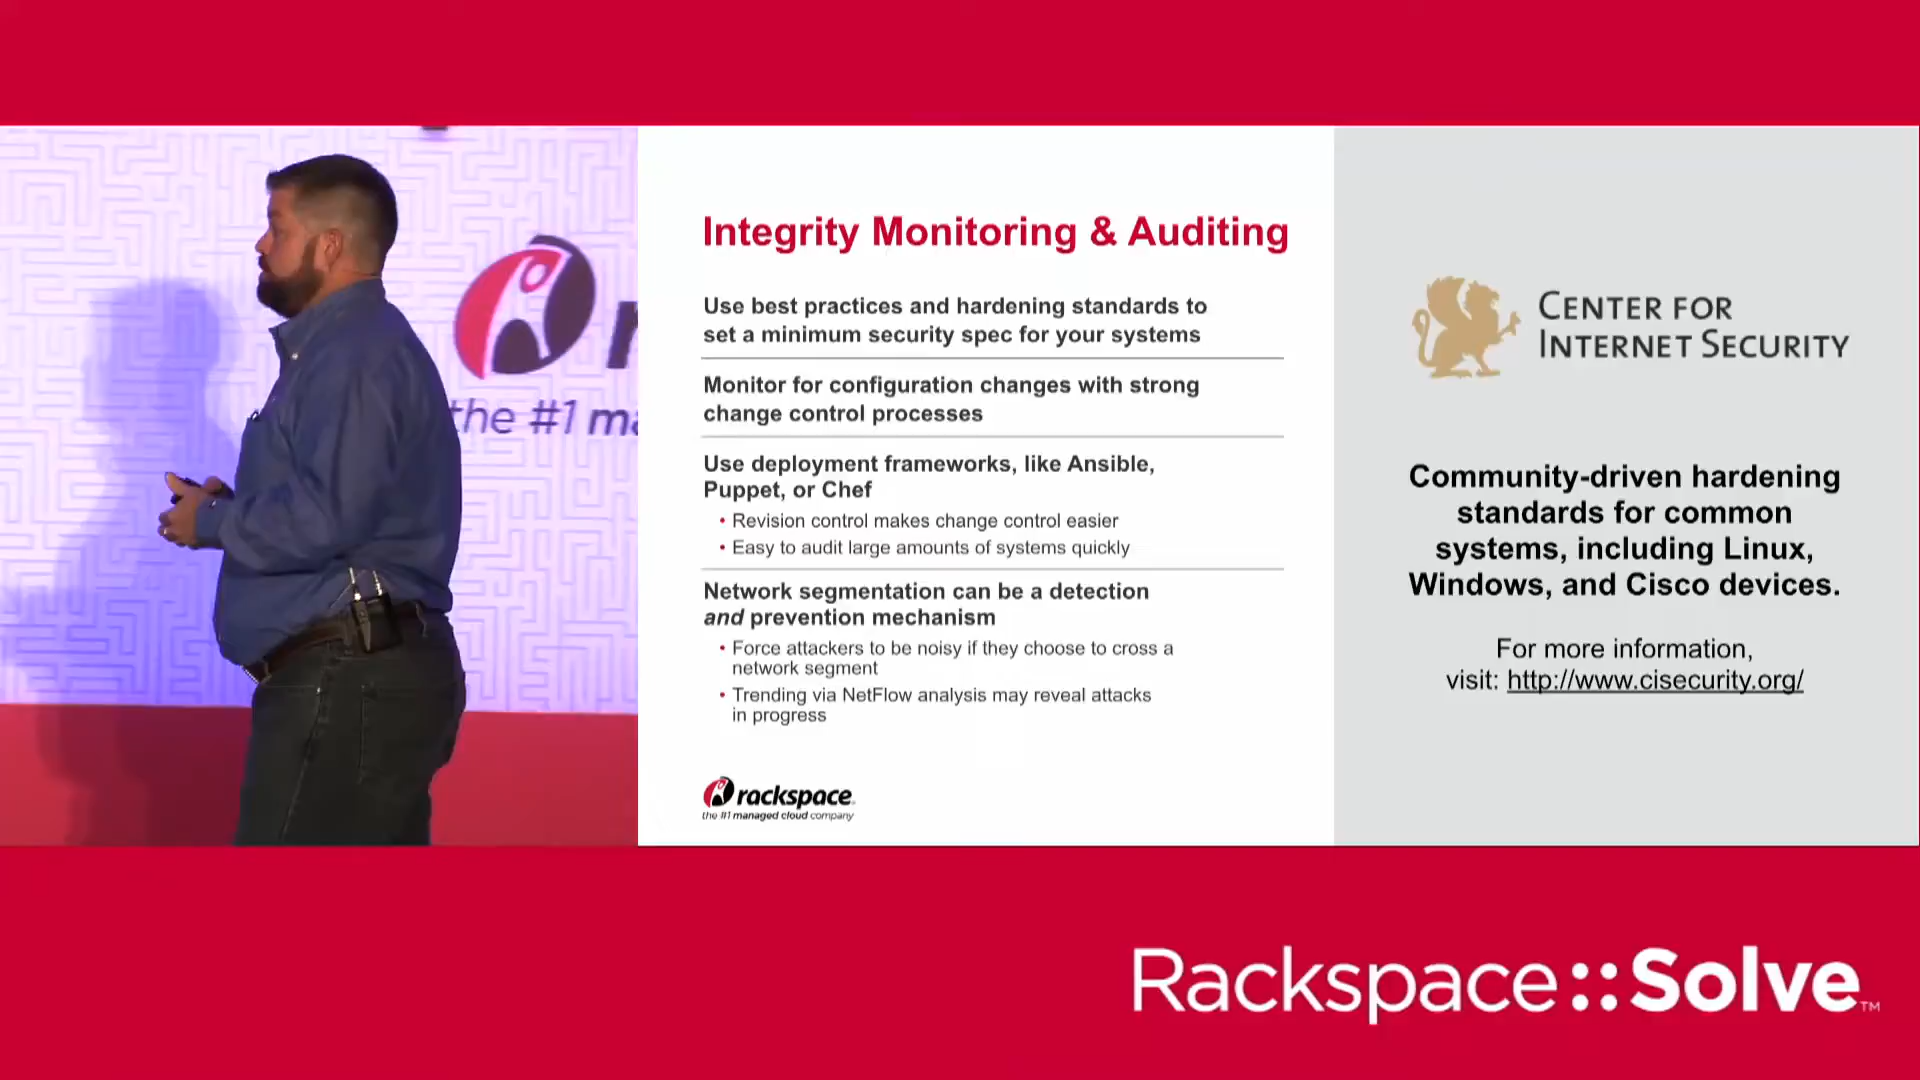 the #1 ma
Integrity Monitoring & Auditing
Use best practices and hardening standards to
set a minimum security spec for your systems
Monitor for configuration changes with strong
change control processes
Use deployment frameworks, like Ansible,
Puppet, or Chef
• Revision control makes change control easier
• Easy to audit large amounts of systems quickly
Network segmentation can be a detection
and prevention mechanism
• Force attackers to be noisy if they choose to cross a
network segment
• Trending via NetFlow analysis may reveal attacks
in progress
rackspace
the #1 managed cloud company
CENTER FOR
INTERNET SECURITY
Community-driven hardening
standards for common
systems, including Linux,
Windows, and Cisco devices.
For more information,
visit: http://www.cisecurity.org/
Rackspace::Solve™